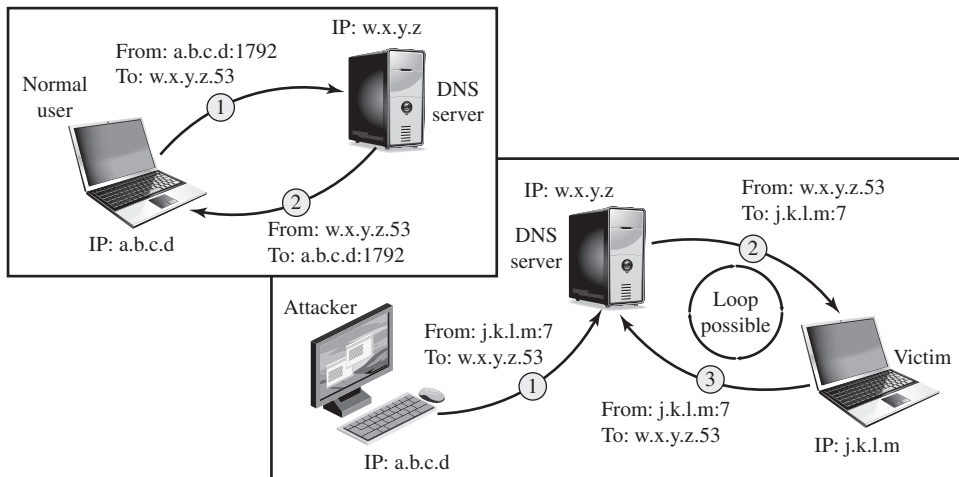 IP: w.x.y.z
From: a.b.c.d:1792
To: w.x.y.z.53
Normal
user
1
DNS
server
2
From: w.x.y.z.53
To: a.b.c.d:1792
IP: a.b.c.d
IP: w.x.y.z
DNS
server
From: w.x.y.z.53
To: j.k.l.m:7
2
Loop
possible
Attacker
From: j.k.l.m:7
To: w.x.y.z.53
1
3
Victim
From: j.k.l.m:7
To: w.x.y.z.53
IP: a.b.c.d
IP: j.k.l.m